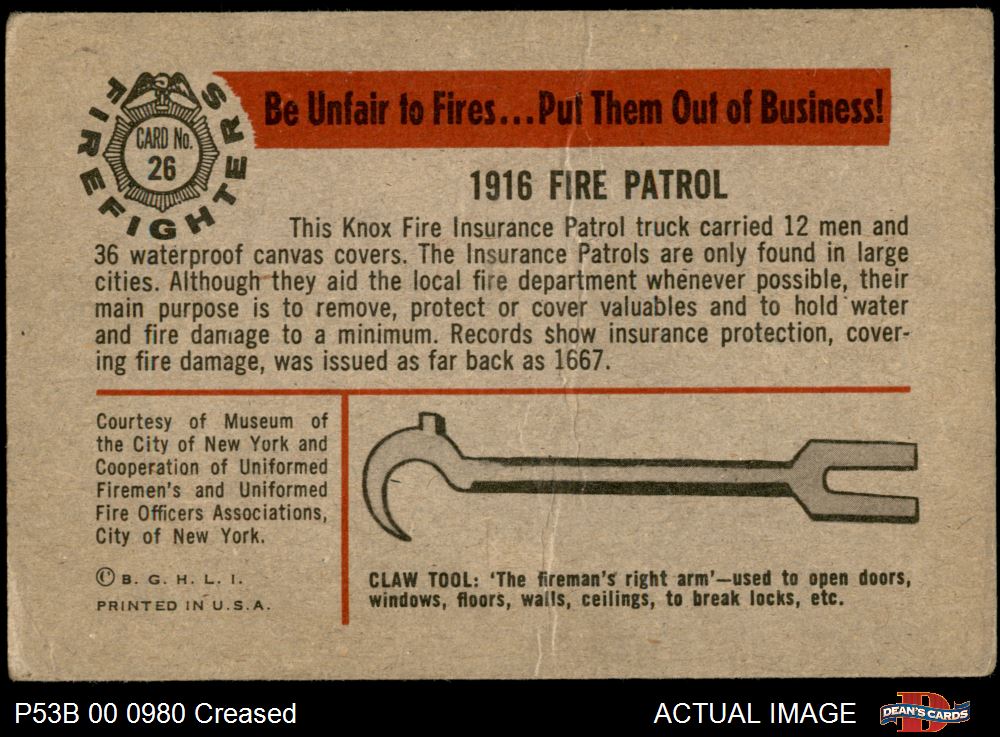 FIREFIGHTERS
CARD No.
26
Be Unfair to Fires...Put Them Out of Business!
1916 FIRE PATROL
This Knox Fire Insurance Patrol truck carried 12 men and
36 waterproof canvas covers. The Insurance Patrols are only found in large
cities. Although they aid the local fire department whenever possible, their
main purpose is to remove, protect or cover valuables and to hold water
and fire damage to a minimum. Records show insurance protection, cover-
ing fire damage, was issued as far back as 1667.
Courtesy of Museum of
the City of New York and
Cooperation of Uniformed
Firemen's and Uniformed
Fire Officers Associations,
City of New York.
© B. G. H. L. I.
PRINTED IN U.S.A.
CLAW TOOL: 'The fireman's right arm'—used to open doors,
windows, floors, walls, ceilings, to break locks, etc.
P53B 00 0980 Creased
ACTUAL IMAGE
D
DEAN'S CARDS